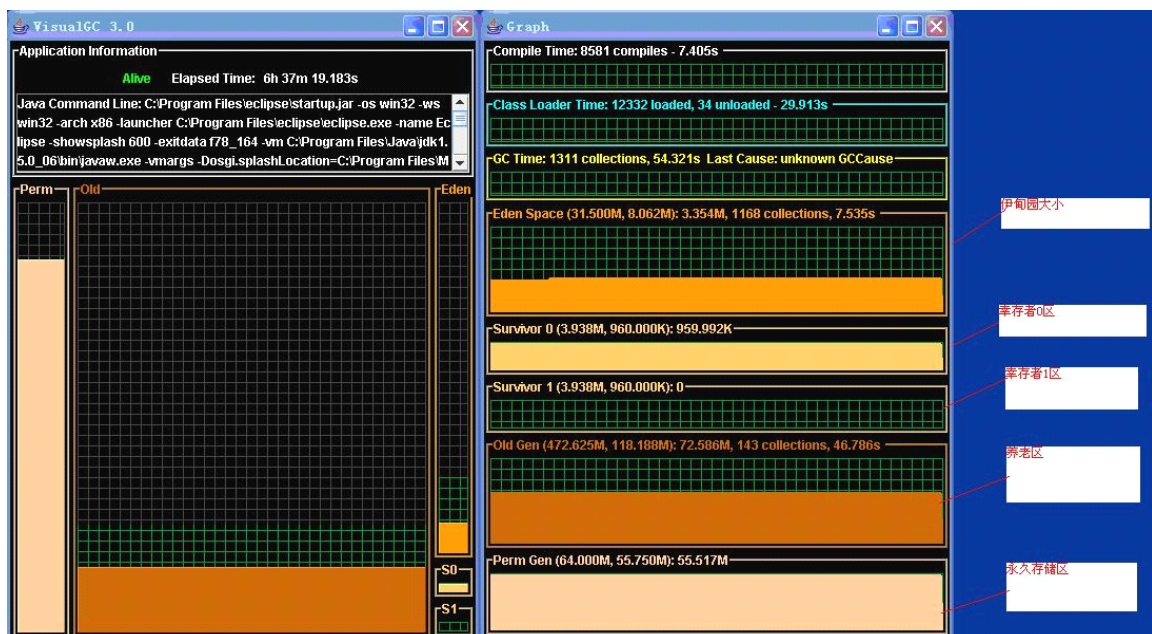 VisualGC 3.0
Application Information
Alive Elapsed Time: 6h 37m 19.183s
Java Command Line: C:\Program Files\eclipse\startup.jar -os win32 -ws
win32 -arch x86 -launcher C:\Program Files\eclipse\eclipse.exe -name Ec
lipse -showsplash 600 -exitdata f78_164 -vm C:\Program Files\Java\jdk1.
5.0_06\bin\javaw.exe -vmargs -Dosgi.splashLocation=C:\Program Files\M
Perm
Old
Eden
S0
S1
Graph
Compile Time: 8581 compiles - 7.405s
Class Loader Time: 12332 loaded, 34 unloaded - 29.913s
GC Time: 1311 collections, 54.321s Last Cause: unknown GCCause
Eden Space (31.500M, 8.062M): 3.354M, 1168 collections, 7.535s
Survivor 0 (3.938M, 960.000K): 959.992K
Survivor 1 (3.938M, 960.000K): 0
Old Gen (472.625M, 118.188M): 72.586M, 143 collections, 46.786s
Perm Gen (64.000M, 55.750M): 55.517M
伊甸园大小
幸存者0区
幸存者1区
养老区
永久存储区